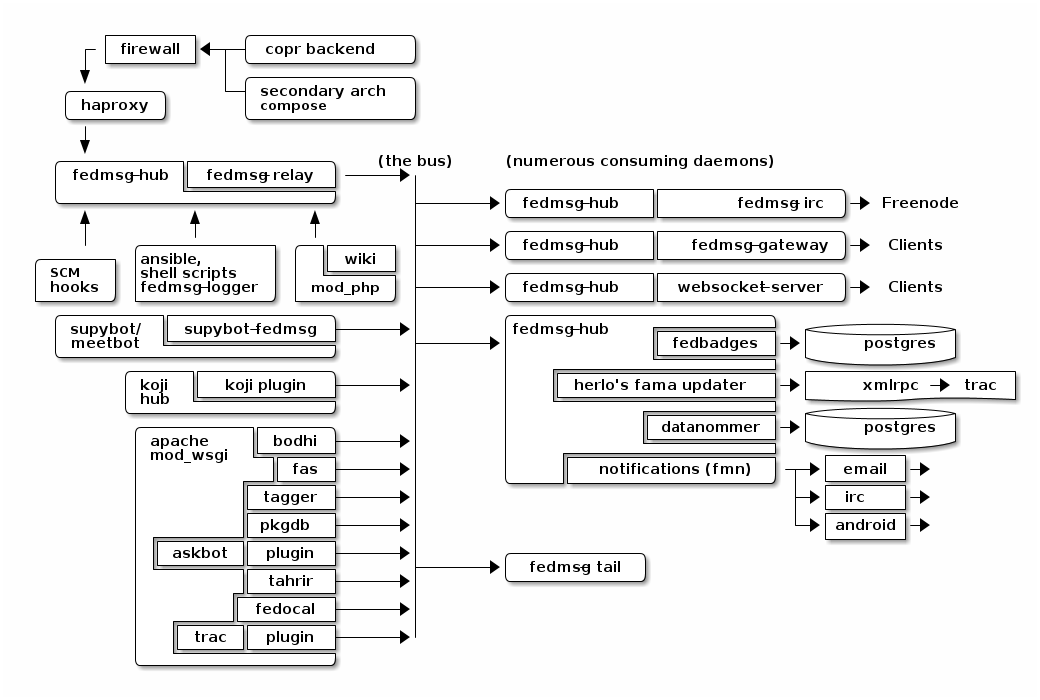 firewall
copr backend
secondary arch
compose
haproxy
(the bus)
(numerous consuming daemons)
fedmsg-hub
fedmsg-relay
fedmsg-hub
fedmsg-irc
Freenode
fedmsg-hub
fedmsg-gateway
Clients
fedmsg-hub
websocket-server
Clients
SCM
hooks
ansible,
shell scripts
fedmsg-logger
wiki
mod_php
supybot/
meetbot
supybot-fedmsg
fedmsg-hub
fedbadges
postgres
koji
hub
koji plugin
herlo's fama updater
xmlrpc
trac
datanommer
postgres
apache
mod_wsgi
bodhi
fas
tagger
pkgdb
askbot
plugin
tahrir
fedocal
trac
plugin
notifications (fmn)
email
irc
android
fedmsg-tail